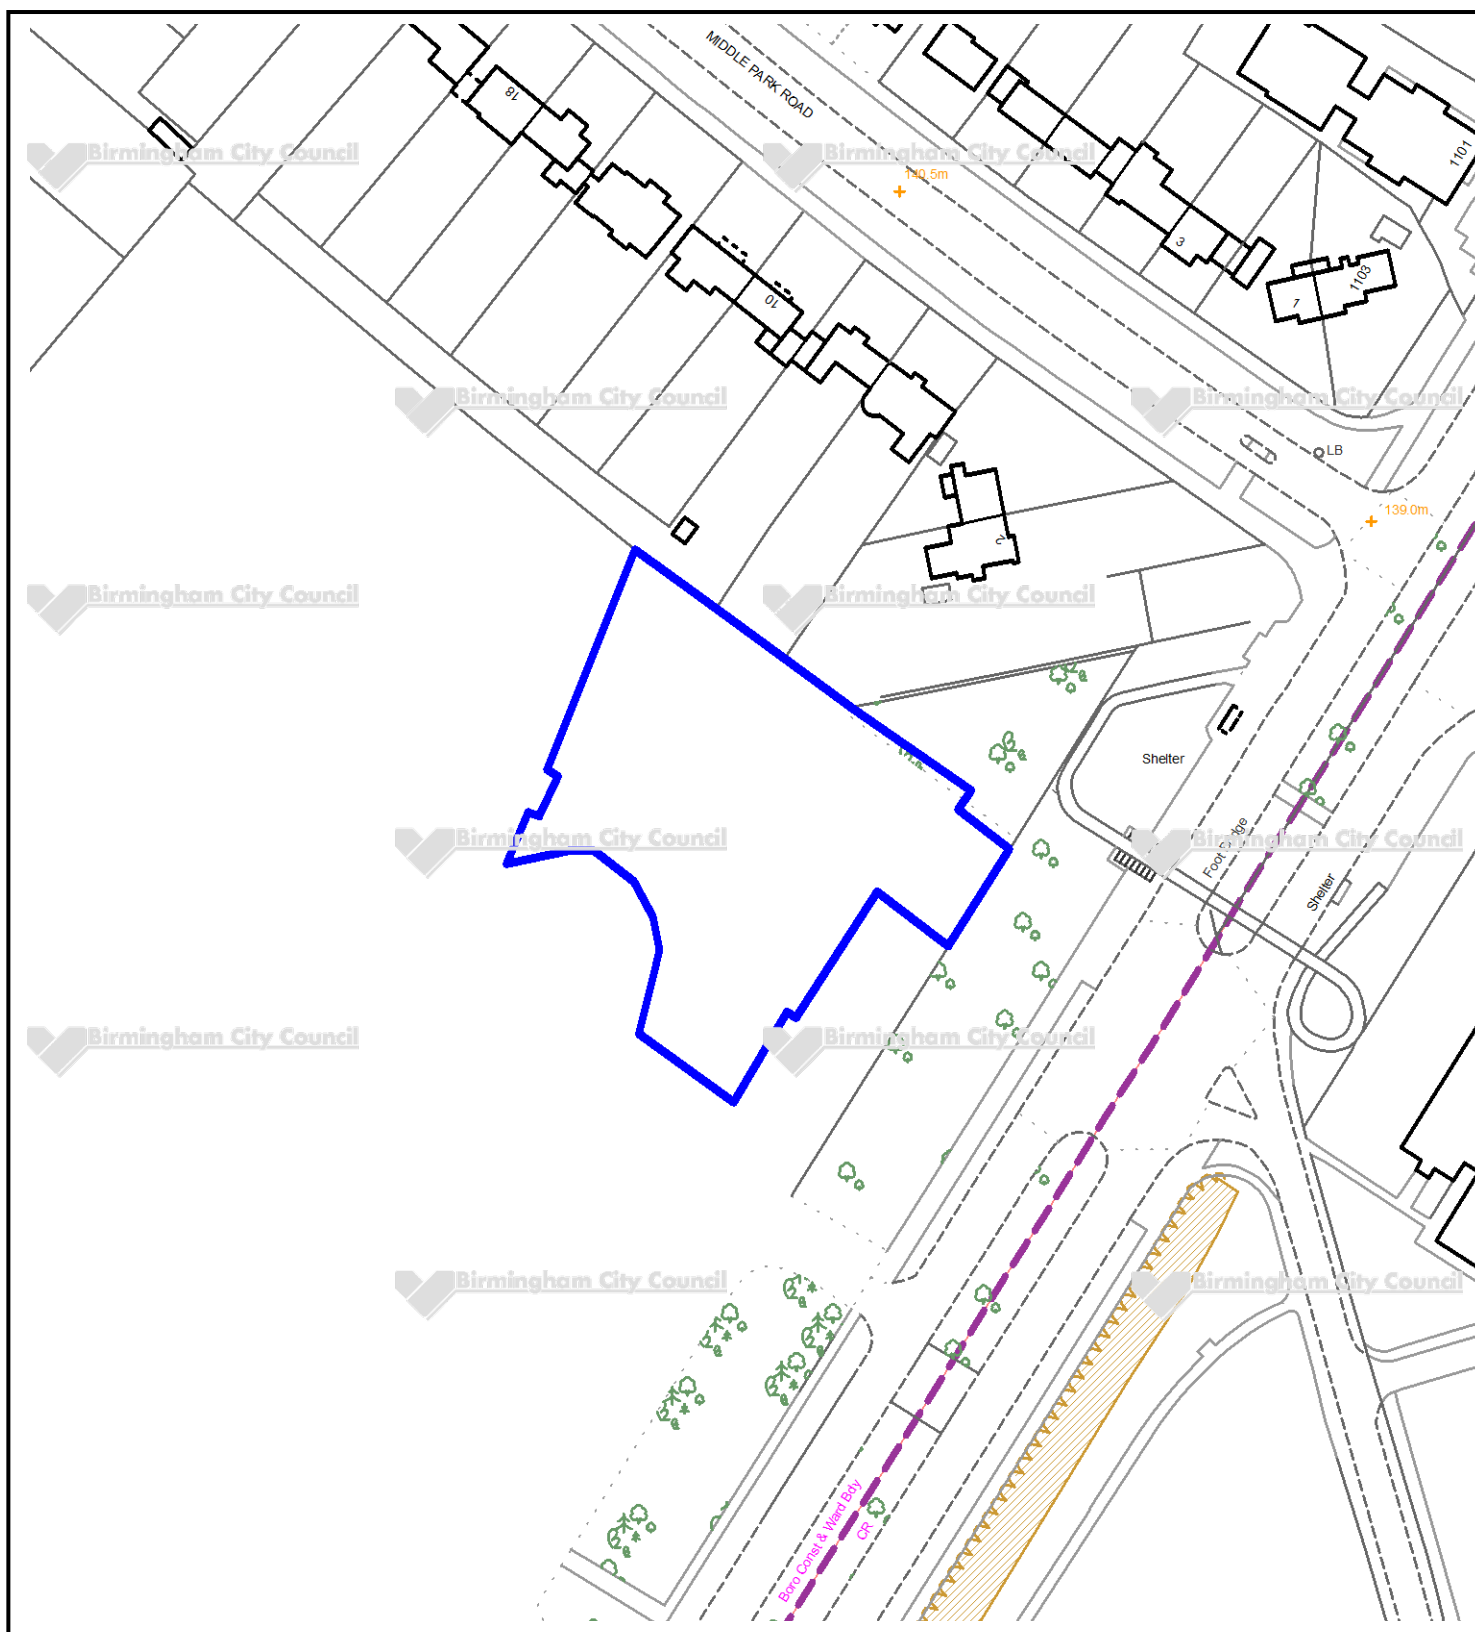 MIDDLE PARK ROAD
18
1101
Birmingham City Council
Birmingham City Council
140.5m
3
1103
1
10
Birmingham City Council
Birmingham City Council
LB
139.0m
2
Birmingham City Council
Birmingham City Council
Shelter
Birmingham City Council
Birmingham City Council
Foot Bridge
Shelter
Birmingham City Council
Birmingham City Council
Birmingham City Council
Birmingham City Council
Boro Const & Ward Bdy
CR